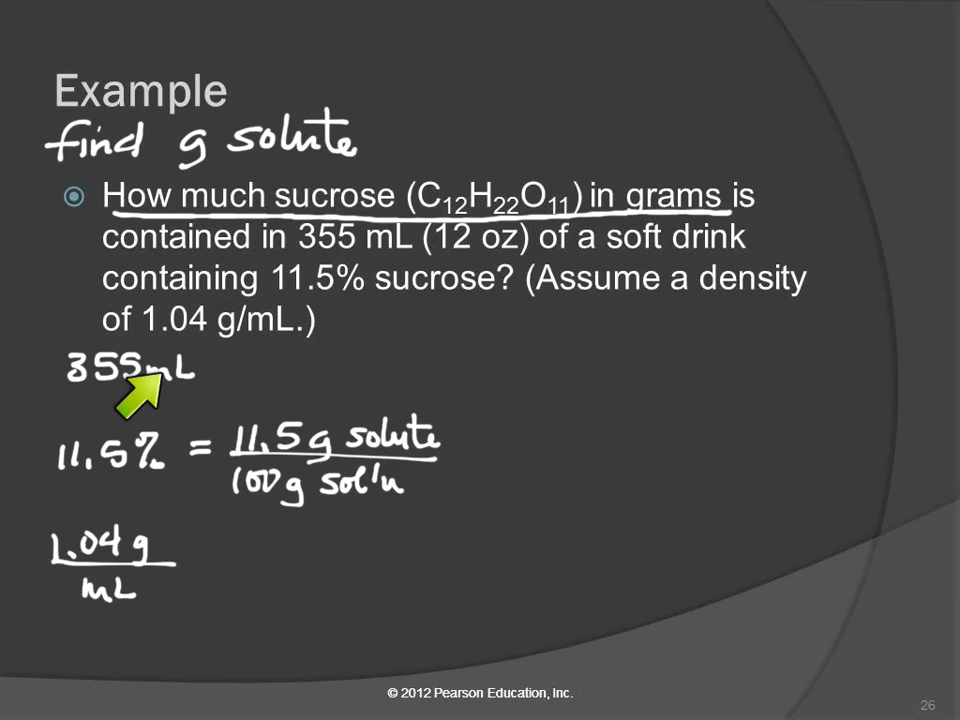 Example
find g solute
How much sucrose (C₁₂H₂₂O₁₁) in grams is
contained in 355 mL (12 oz) of a soft drink
containing 11.5% sucrose? (Assume a density
of 1.04 g/mL.)
355mL
11.5% = 11.5g solute
100g sol'n
1.04 g
mL
© 2012 Pearson Education, Inc.
26